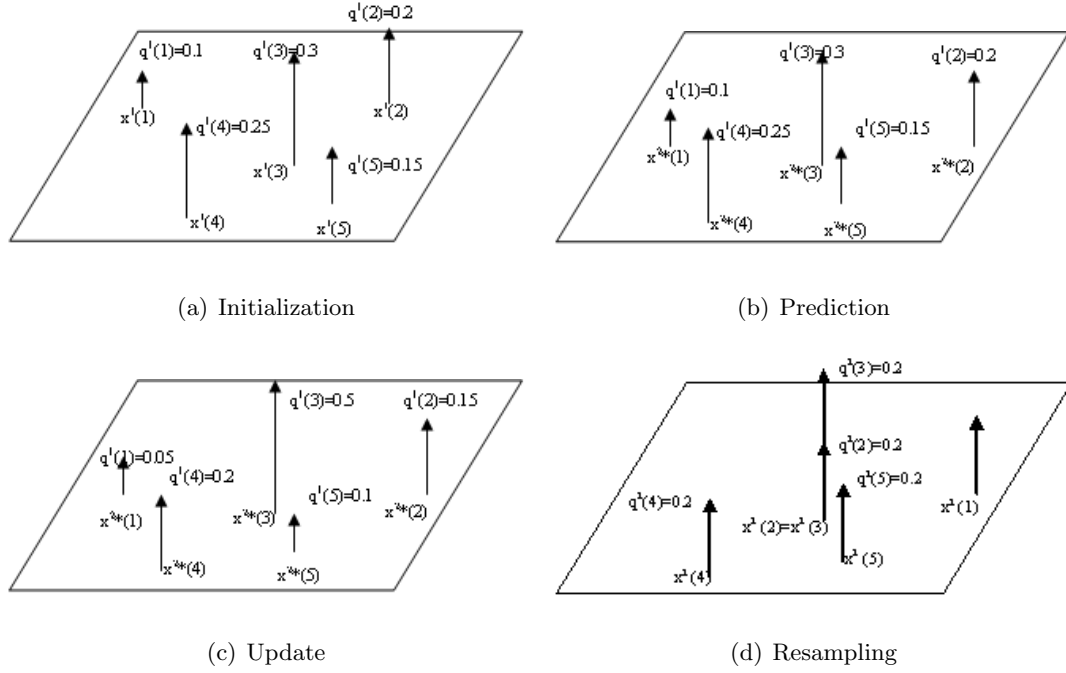 q¹(2)=0.2
q¹(1)=0.1
q¹(3)=0.3
x¹(1)
x¹(2)
q¹(4)=0.25
x¹(3)
q¹(5)=0.15
x¹(4)
x¹(5)
(a) Initialization
q¹(3)=0.3
q¹(2)=0.2
q¹(1)=0.1
q¹(4)=0.25
q¹(5)=0.15
x²*(1)
x²*(3)
x²*(2)
x²*(4)
x²*(5)
(b) Prediction
q¹(3)=0.5
q¹(2)=0.15
q¹(1)=0.05
q¹(4)=0.2
q¹(5)=0.1
x²*(1)
x²*(3)
x²*(2)
x²*(4)
x²*(5)
(c) Update
q²(3)=0.2
q²(2)=0.2
q²(5)=0.2
q²(4)=0.2
x²(2)=x²(3)
x²(1)
x²(5)
x²(4)
(d) Resampling